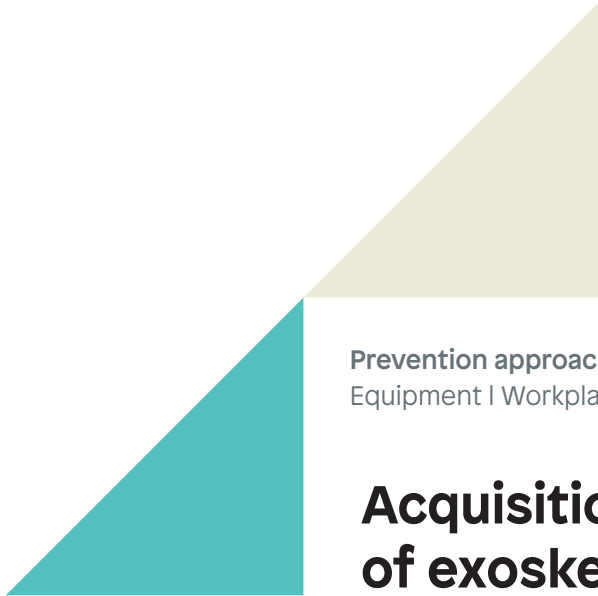 Prevention approac
Equipment l Workpla
Acquisitio
of exoske